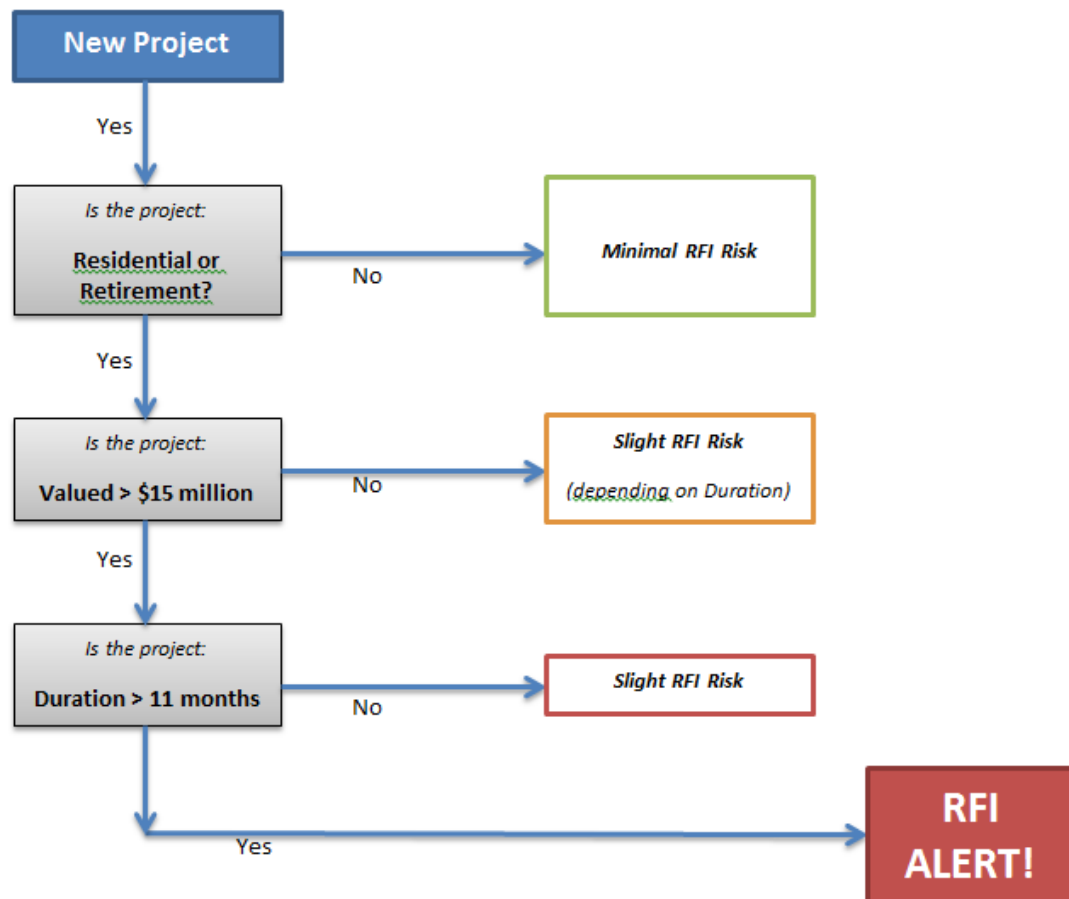 New Project
Yes
Is the project:
Residential or
Retirement?
No
Minimal RFI Risk
Yes
Is the project:
Valued > $15 million
No
Slight RFI Risk
(depending on Duration)
Yes
Is the project:
Duration > 11 months
No
Slight RFI Risk
Yes
RFI
ALERT!